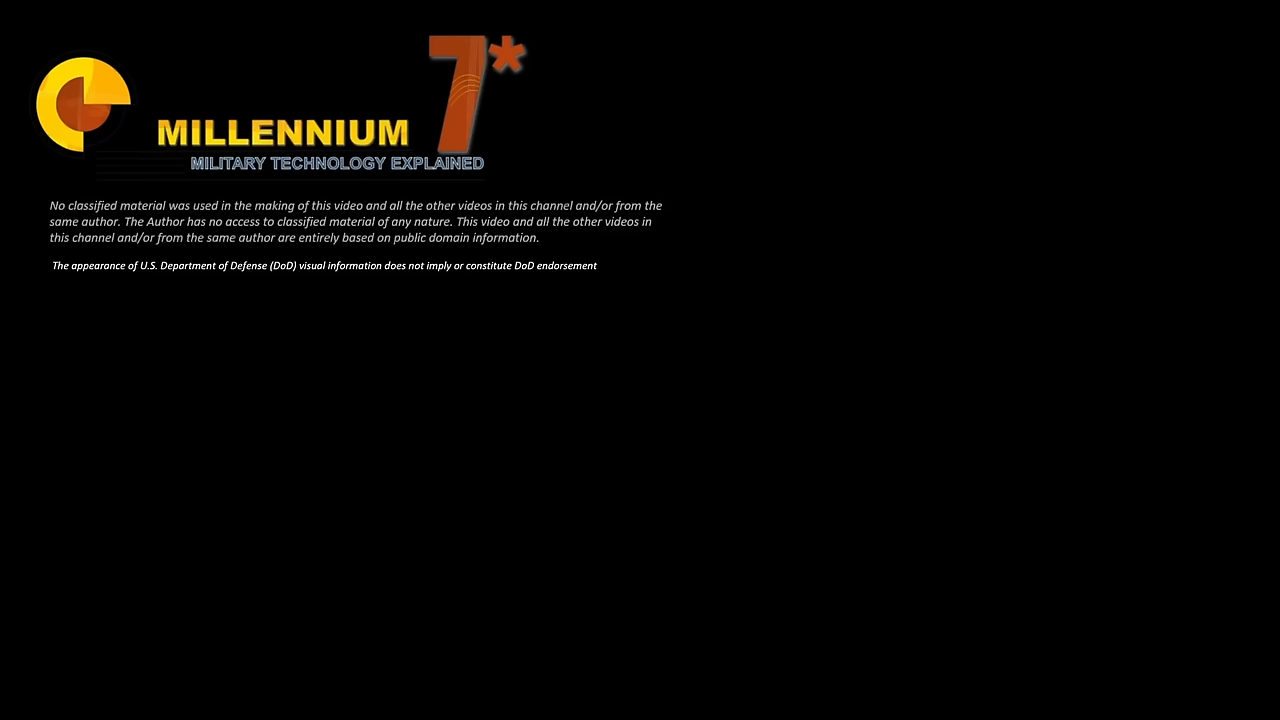 7*
MILLENNIUM
MILITARY TECHNOLOGY EXPLAINED
No classified material was used in the making of this video and all the other videos in this channel and/or from the
same author. The Author has no access to classified material of any nature. This video and all the other videos in
this channel and/or from the same author are entirely based on public domain information.
The appearance of U.S. Department of Defense (DoD) visual information does not imply or constitute DoD endorsement